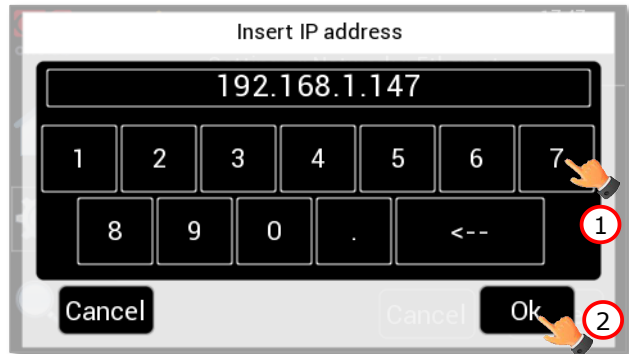 Insert IP address
192.168.1.147
1 2 3 4 5 6 7
1
8 9 0 . <--
Cancel Cancel Ok
2